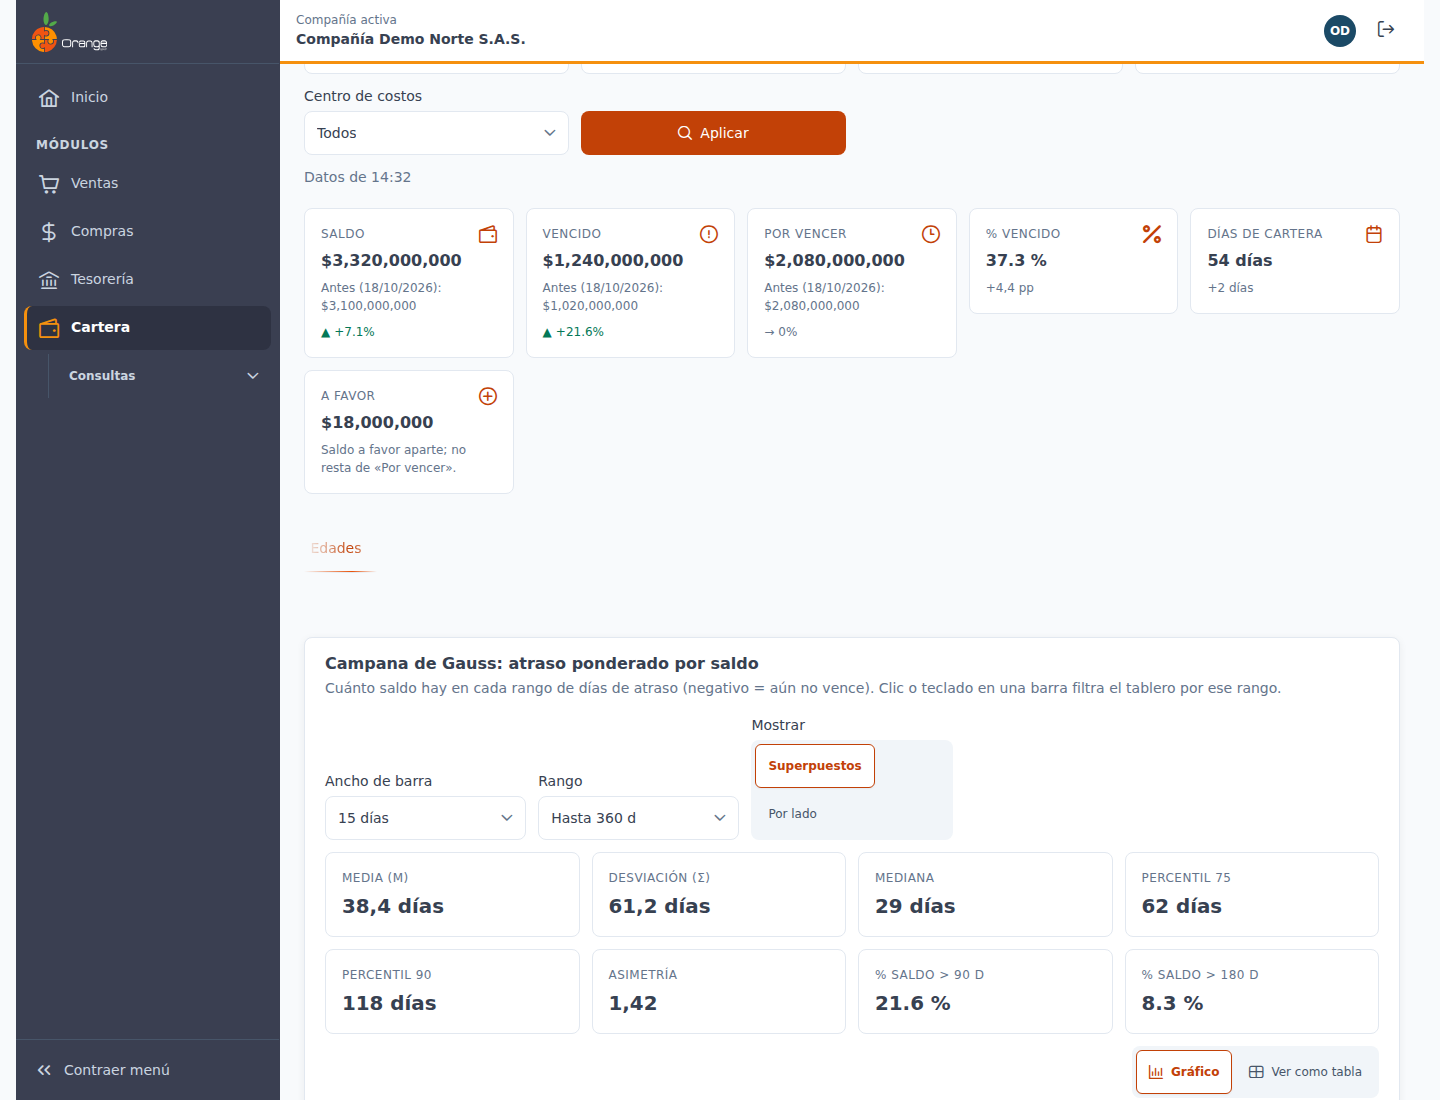 Orange
Compañía activa
Compañía Demo Norte S.A.S.
OD
Inicio
MÓDULOS
Ventas
Compras
Tesorería
Cartera
Consultas
Contraer menú
Centro de costos
Todos
Aplicar
Datos de 14:32
SALDO
$3,320,000,000
Antes (18/10/2026):
$3,100,000,000
▲ +7.1%
VENCIDO
$1,240,000,000
Antes (18/10/2026):
$1,020,000,000
▲ +21.6%
POR VENCER
$2,080,000,000
Antes (18/10/2026):
$2,080,000,000
→ 0%
% VENCIDO
37.3 %
+4,4 pp
DÍAS DE CARTERA
54 días
+2 días
A FAVOR
$18,000,000
Saldo a favor aparte; no
resta de «Por vencer».
Edades
Campana de Gauss: atraso ponderado por saldo
Cuánto saldo hay en cada rango de días de atraso (negativo = aún no vence). Clic o teclado en una barra filtra el tablero por ese rango.
Ancho de barra
15 días
Rango
Hasta 360 d
Mostrar
Superpuestos
Por lado
MEDIA (Μ)
38,4 días
DESVIACIÓN (Σ)
61,2 días
MEDIANA
29 días
PERCENTIL 75
62 días
PERCENTIL 90
118 días
ASIMETRÍA
1,42
% SALDO > 90 D
21.6 %
% SALDO > 180 D
8.3 %
Gráfico
Ver como tabla